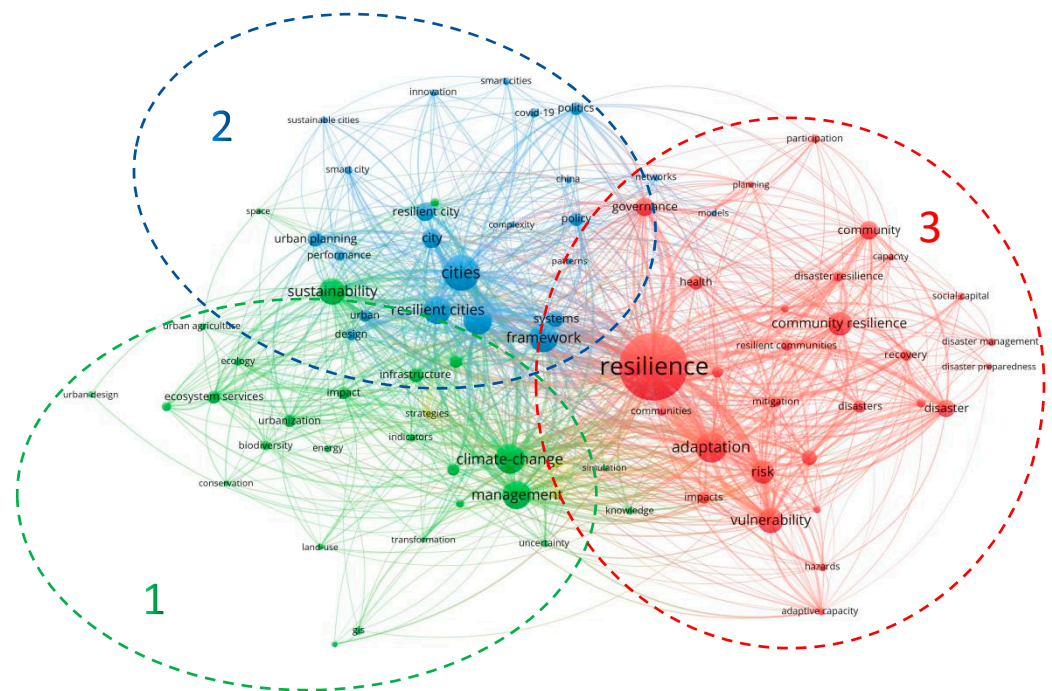 smart cities
innovation
covid-19
politics
2
sustainable cities
participation
smart city
china
networks
planning
space
resilient city
governance
models
policy
complexity
community
3
urban planning
city
performance
patterns
capacity
cities
health
disaster resilience
sustainability
social capital
resilient cities
urban
systems
urban agriculture
community resilience
design
framework
disaster management
resilient communities
recovery
ecology
resilience
disaster preparedness
infrastructure
urban design
ecosystem services
impact
strategies
communities
mitigation
disasters
disaster
urbanization
indicators
biodiversity
energy
adaptation
climate-change
simulation
risk
conservation
management
impacts
knowledge
vulnerability
transformation
uncertainty
land-use
hazards
1
adaptive capacity
gis